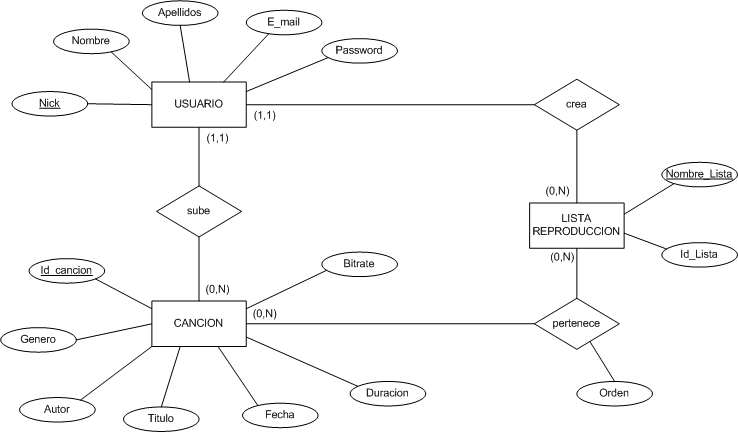 Apellidos
E_mail
Nombre
Password
Nick
USUARIO
crea
(1,1)
(1,1)
Nombre_Lista
(0,N)
sube
LISTA
REPRODUCCION
Id_Lista
(0,N)
Id_cancion
Bitrate
(0,N)
(0,N)
CANCION
pertenece
Genero
Duracion
Orden
Autor
Titulo
Fecha